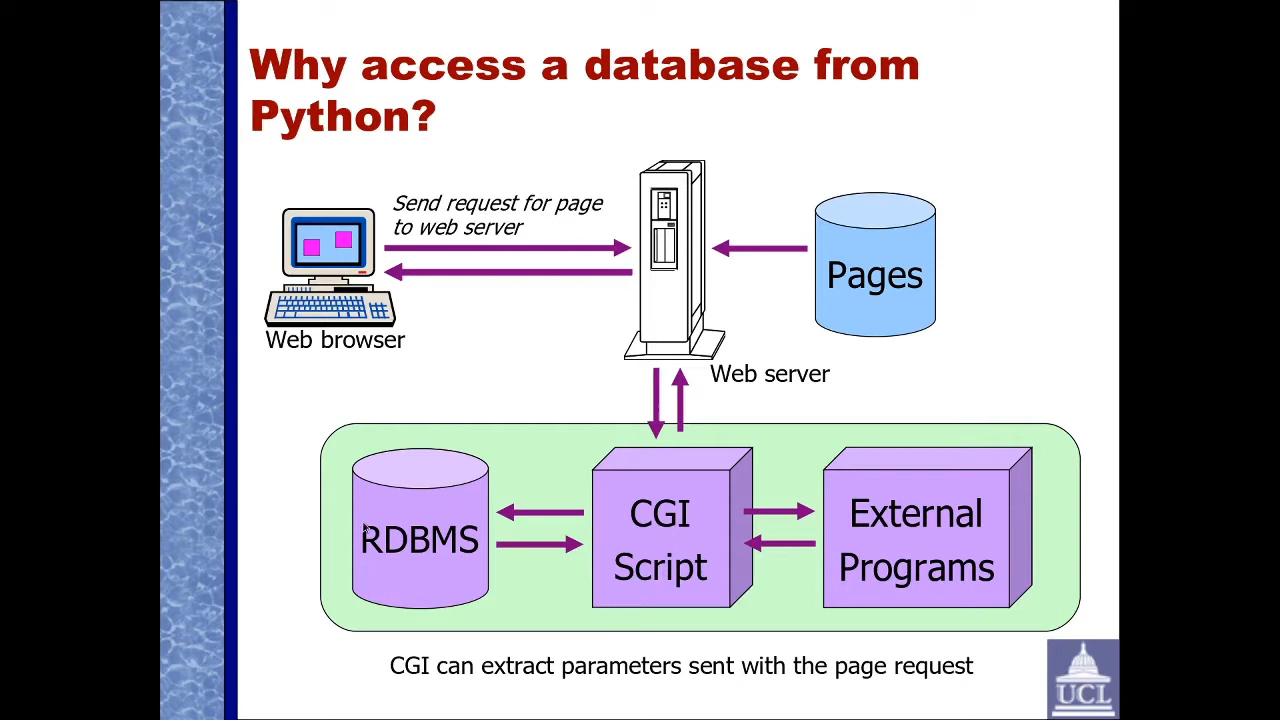 Why access a database from
Python?
Send request for page
to web server
Pages
Web browser
Web server
RDBMS
CGI
Script
External
Programs
CGI can extract parameters sent with the page request
UCL